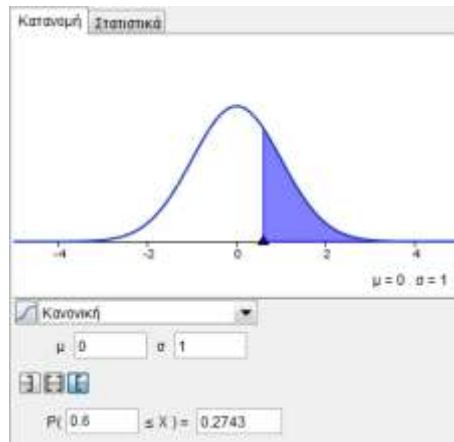 Κατανομή Στατιστικά
-4 -2 0 2 4
μ = 0 σ = 1
Κανονική
μ 0 σ 1
P( 0.6 ≤ X ) = 0.2743